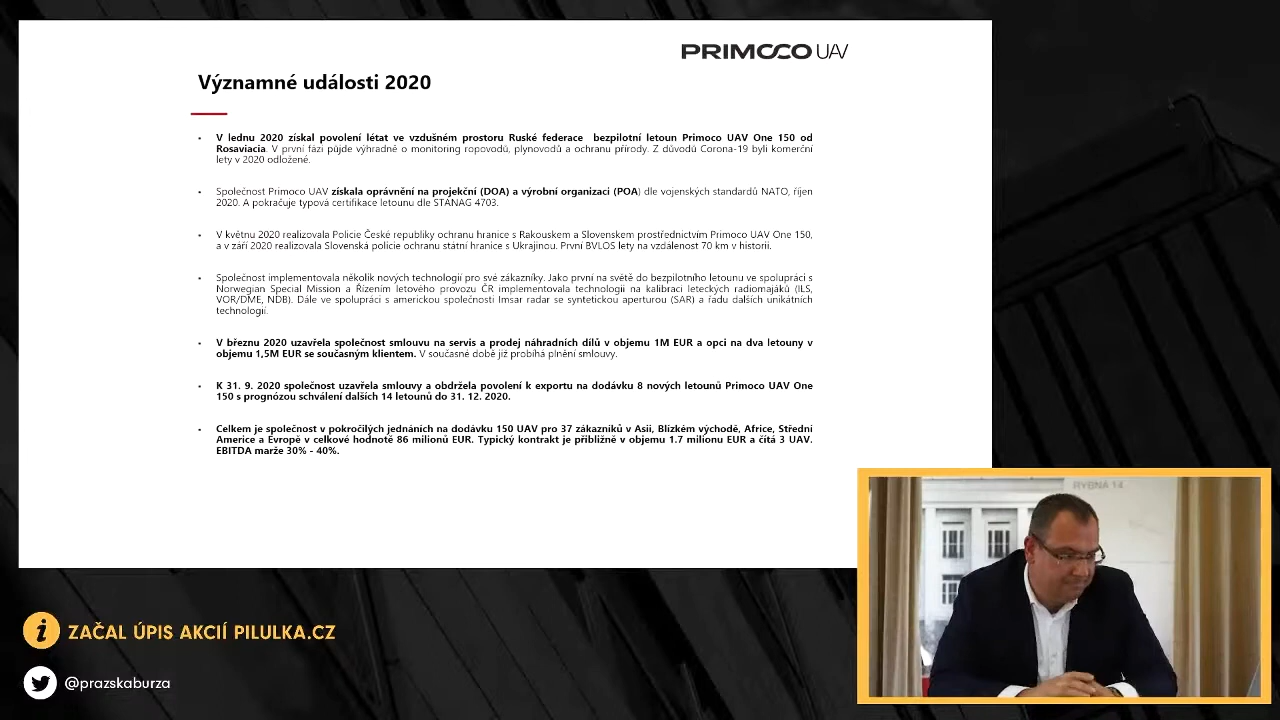 PRIMOCO UAV
Významné události 2020
• V lednu 2020 získal povolení létat ve vzdušném prostoru Ruské federace bezpilotní letoun Primoco UAV One 150 od
Rosaviacia. V první fázi půjde výhradně o monitoring ropovodů, plynovodů a ochranu přírody. Z důvodů Corona-19 byli komerční
lety v 2020 odložené.
• Společnost Primoco UAV získala oprávnění na projekční (DOA) a výrobní organizaci (POA) dle vojenských standardů NATO, říjen
2020. A pokračuje typová certifikace letounu dle STANAG 4703.
• V květnu 2020 realizovala Policie České republiky ochranu hranice s Rakouskem a Slovenskem prostřednictvím Primoco UAV One 150,
a v září 2020 realizovala Slovenská policie ochranu státní hranice s Ukrajinou. První BVLOS lety na vzdálenost 70 km v historii.
• Společnost implementovala několik nových technologií pro své zákazníky. Jako první na světě do bezpilotního letounu ve spolupráci s
Norwegian Special Mission a Řízením letového provozu ČR implementovala technologii na kalibraci leteckých radiomajáků (ILS,
VOR/DME, NDB). Dále ve spolupráci s americkou společností Imsar radar se syntetickou aperturou (SAR) a řadu dalších unikátních
technologií.
• V březnu 2020 uzavřela společnost smlouvu na servis a prodej náhradních dílů v objemu 1M EUR a opci na dva letouny v
objemu 1,5M EUR se současným klientem. V současné době již probíhá plnění smlouvy.
• K 31. 9. 2020 společnost uzavřela smlouvy a obdržela povolení k exportu na dodávku 8 nových letounů Primoco UAV One
150 s prognózou schválení dalších 14 letounů do 31. 12. 2020.
• Celkem je společnost v pokročilých jednáních na dodávku 150 UAV pro 37 zákazníků v Asii, Blízkém východě, Africe, Střední
Americe a Evropě v celkové hodnotě 86 milionů EUR. Typický kontrakt je přibližně v objemu 1.7 milionu EUR a čítá 3 UAV.
EBITDA marže 30% - 40%.
RYBNÁ 14
i ZAČAL ÚPIS AKCIÍ PILULKA.CZ
@prazskaburza